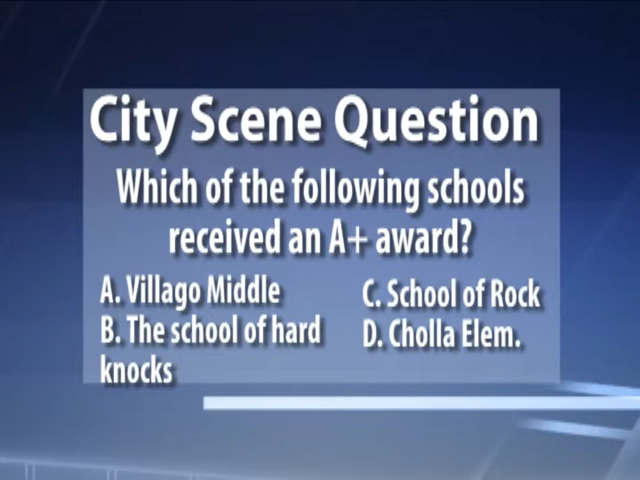 City Scene Question
Which of the following schools
received an A+ award?
A. Villago Middle
B. The school of hard
knocks
C. School of Rock
D. Cholla Elem.